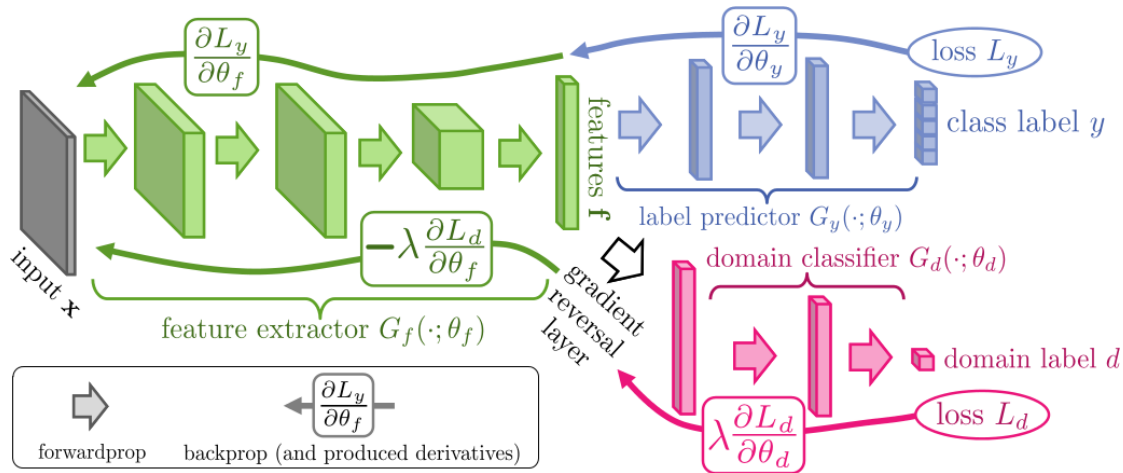 ∂L_y/∂θ_f
∂L_y/∂θ_y
loss L_y
input x
features f
class label y
label predictor G_y(·; θ_y)
−λ ∂L_d/∂θ_f
feature extractor G_f(·; θ_f)
gradient
reversal
layer
domain classifier G_d(·; θ_d)
domain label d
λ ∂L_d/∂θ_d
loss L_d
∂L_y/∂θ_f
forwardprop
backprop (and produced derivatives)